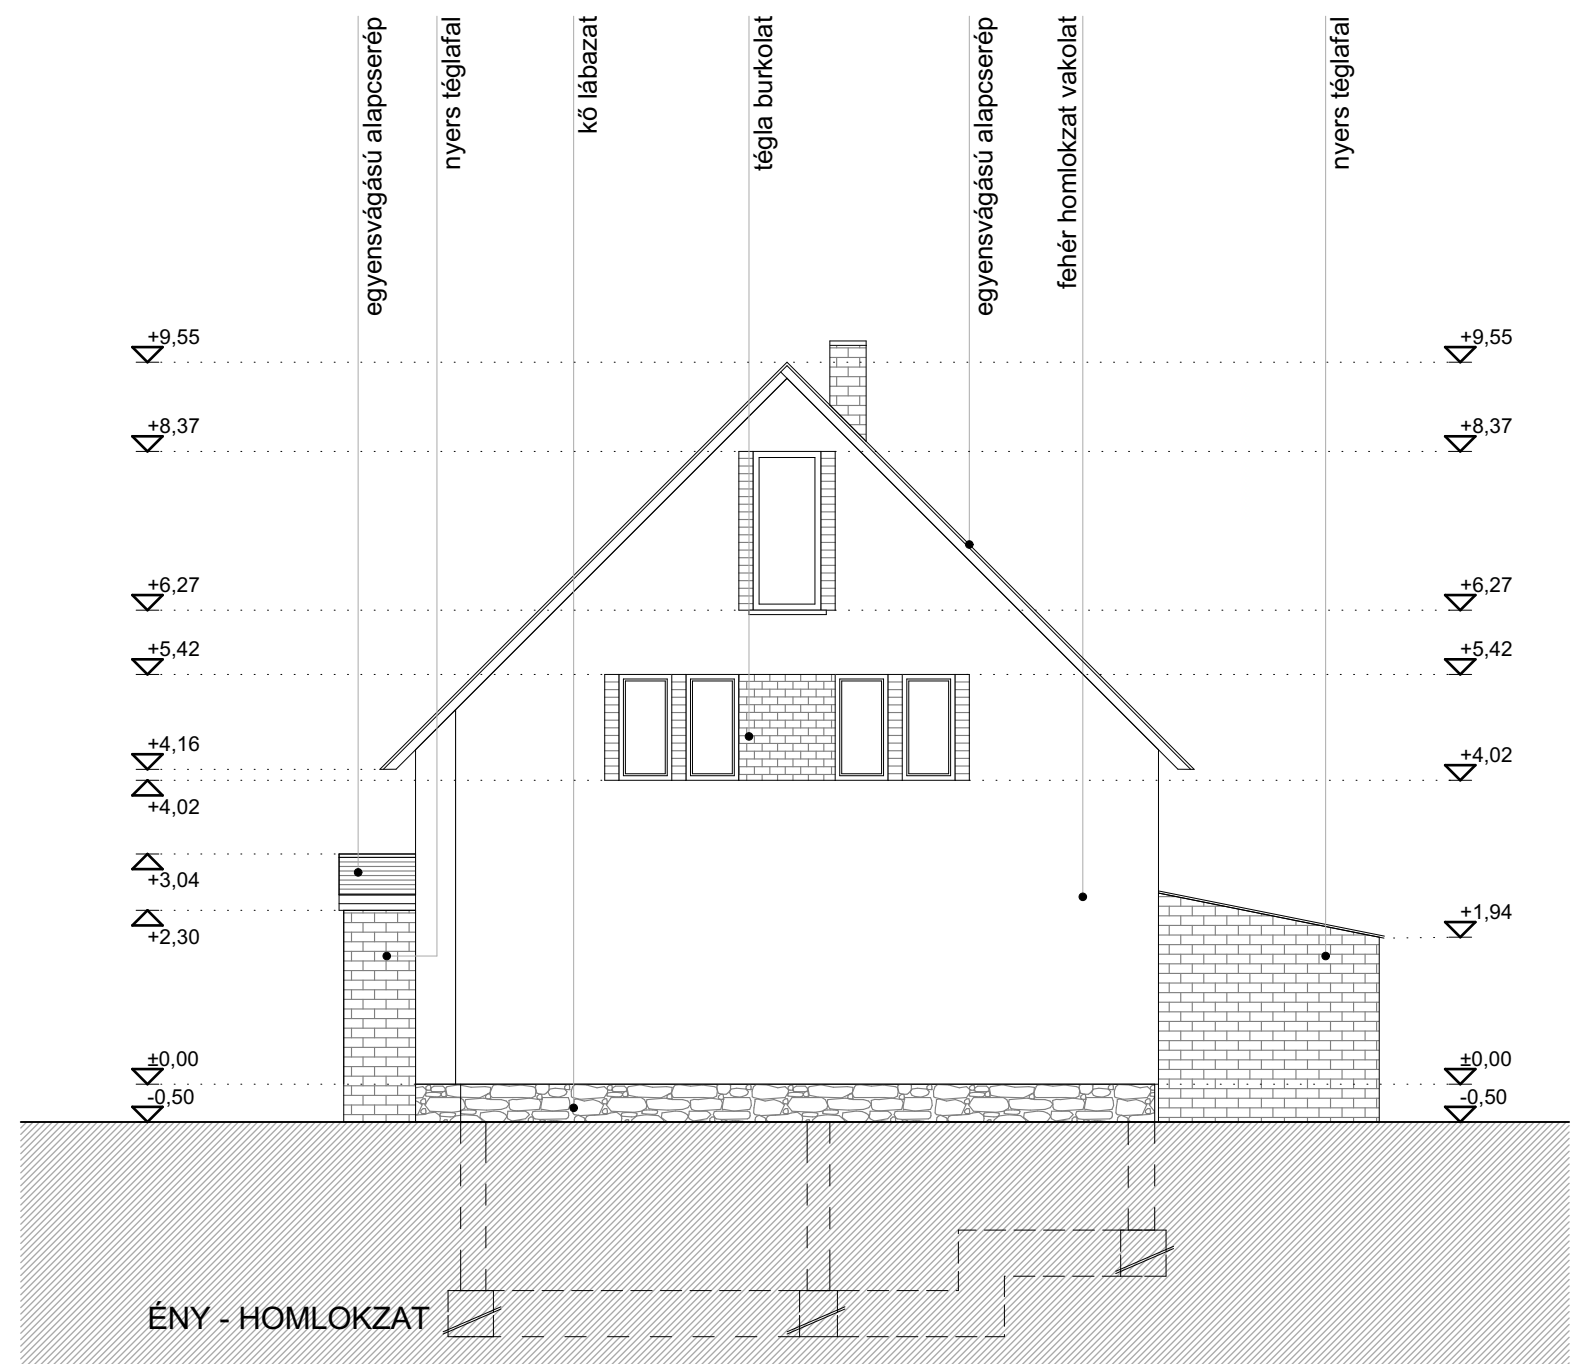 egyensvágású alapcserép
nyers téglafal
kő lábazat
tégla burkolat
egyensvágású alapcserép
fehér homlokzat vakolat
nyers téglafal
+9,55
+9,55
+8,37
+8,37
+6,27
+6,27
+5,42
+5,42
+4,16
+4,02
+4,02
+3,04
+2,30
+1,94
±0,00
±0,00
-0,50
-0,50
ÉNY - HOMLOKZAT